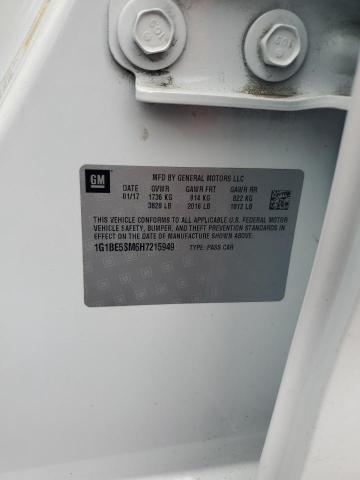 GM
MFD BY GENERAL MOTORS LLC
DATE GVWR GAWR FRT GAWR RR
01/17 1736 KG 914 KG 822 KG
3828 LB 2016 LB 1812 LB
THIS VEHICLE CONFORMS TO ALL APPLICABLE U.S. FEDERAL MOTOR
VEHICLE SAFETY, BUMPER, AND THEFT PREVENTION STANDARDS
IN EFFECT ON THE DATE OF MANUFACTURE SHOWN ABOVE.
1G1BE5SM6H7215949 TYPE: PASS CAR